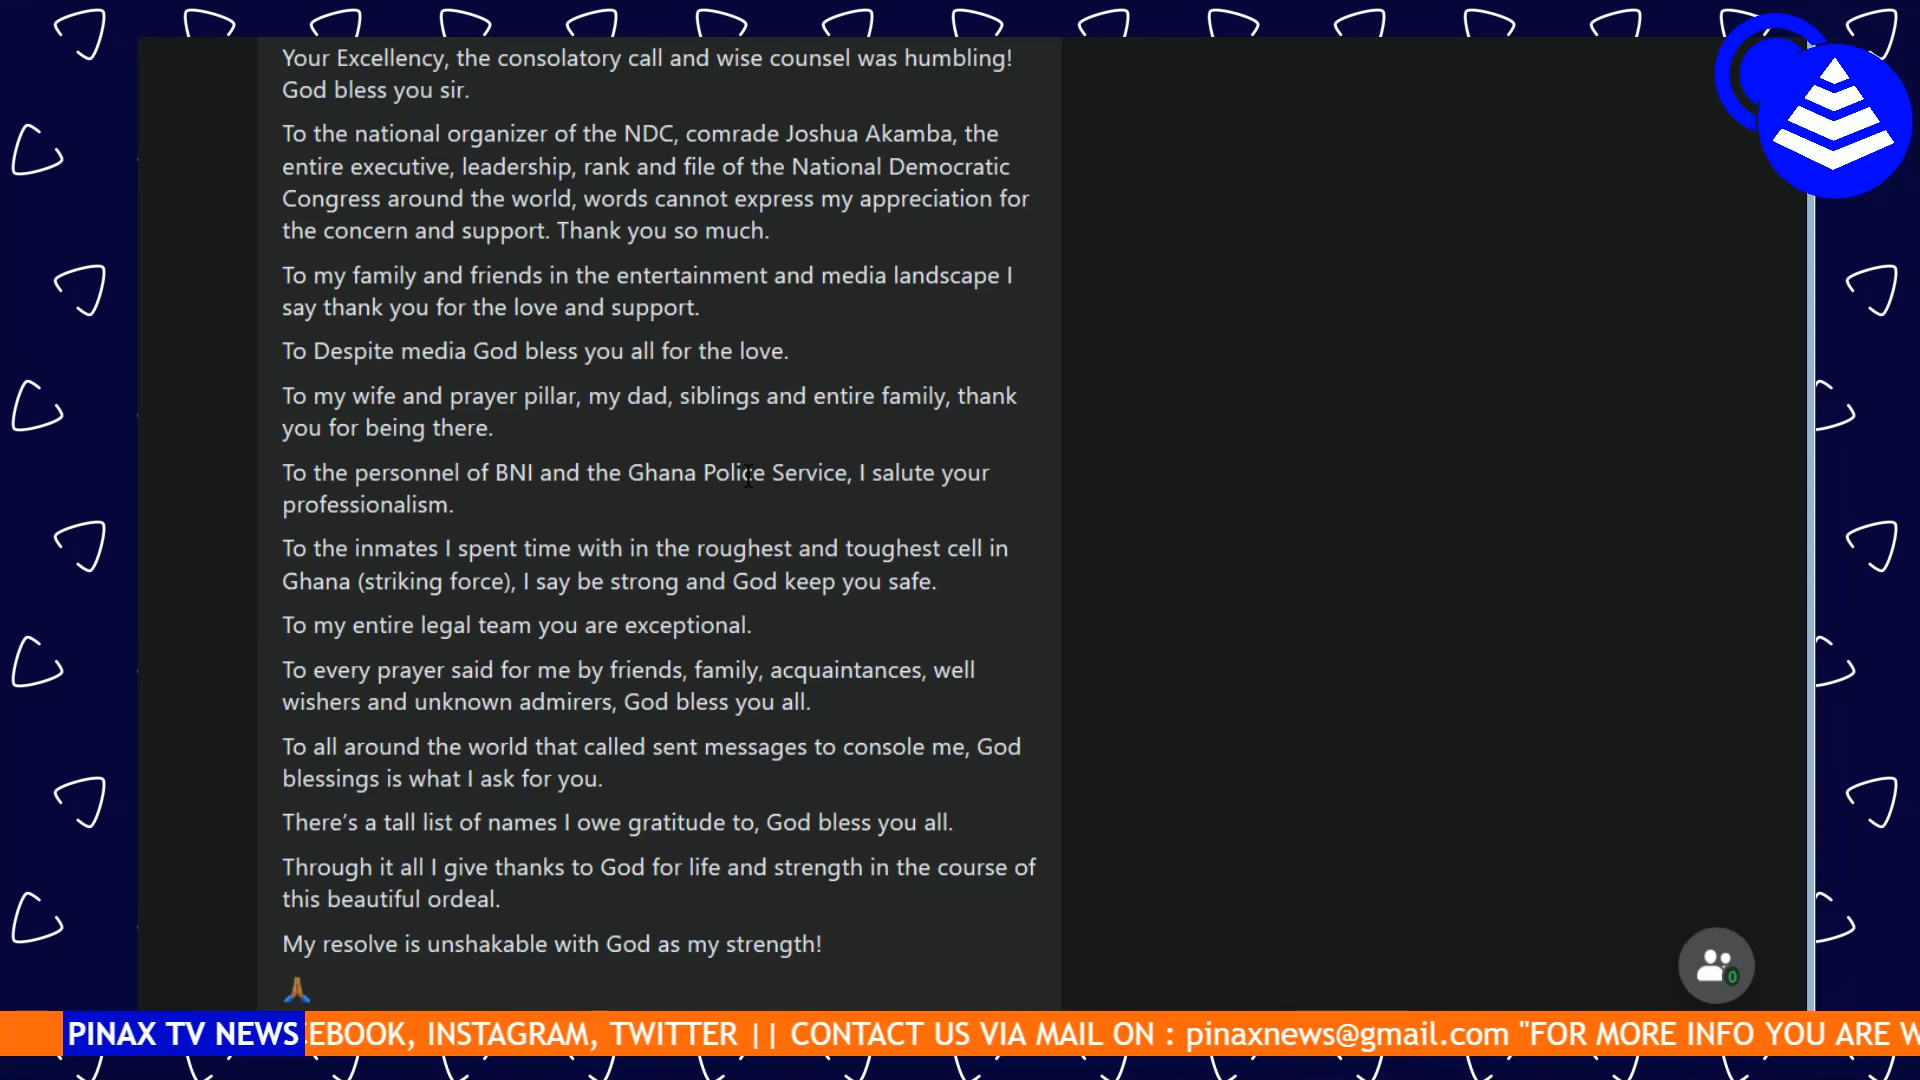 Your Excellency, the consolatory call and wise counsel was humbling!
God bless you sir.
To the national organizer of the NDC, comrade Joshua Akamba, the
entire executive, leadership, rank and file of the National Democratic
Congress around the world, words cannot express my appreciation for
the concern and support. Thank you so much.
To my family and friends in the entertainment and media landscape I
say thank you for the love and support.
To Despite media God bless you all for the love.
To my wife and prayer pillar, my dad, siblings and entire family, thank
you for being there.
To the personnel of BNI and the Ghana Police Service, I salute your
professionalism.
To the inmates I spent time with in the roughest and toughest cell in
Ghana (striking force), I say be strong and God keep you safe.
To my entire legal team you are exceptional.
To every prayer said for me by friends, family, acquaintances, well
wishers and unknown admirers, God bless you all.
To all around the world that called sent messages to console me, God
blessings is what I ask for you.
There’s a tall list of names I owe gratitude to, God bless you all.
Through it all I give thanks to God for life and strength in the course of
this beautiful ordeal.
My resolve is unshakable with God as my strength!
🙏🏾
0
PINAX TV NEWS EBOOK, INSTAGRAM, TWITTER || CONTACT US VIA MAIL ON : pinaxnews@gmail.com "FOR MORE INFO YOU ARE W